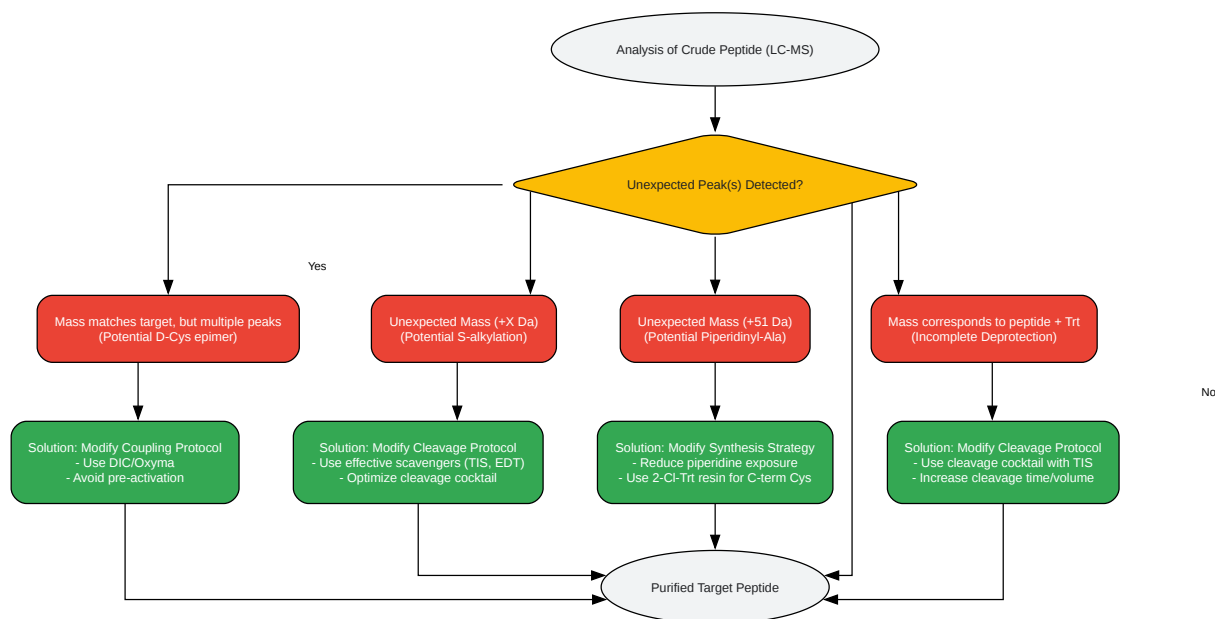 Analysis of Crude Peptide (LC-MS)
Unexpected Peak(s) Detected?
Yes
Mass matches target, but multiple peaks
(Potential D-Cys epimer)
Unexpected Mass (+X Da)
(Potential S-alkylation)
Unexpected Mass (+51 Da)
(Potential Piperidinyl-Ala)
Mass corresponds to peptide + Trt
(Incomplete Deprotection)
No
Solution: Modify Coupling Protocol
- Use DIC/Oxyma
- Avoid pre-activation
Solution: Modify Cleavage Protocol
- Use effective scavengers (TIS, EDT)
- Optimize cleavage cocktail
Solution: Modify Synthesis Strategy
- Reduce piperidine exposure
- Use 2-Cl-Trt resin for C-term Cys
Solution: Modify Cleavage Protocol
- Use cleavage cocktail with TIS
- Increase cleavage time/volume
Purified Target Peptide